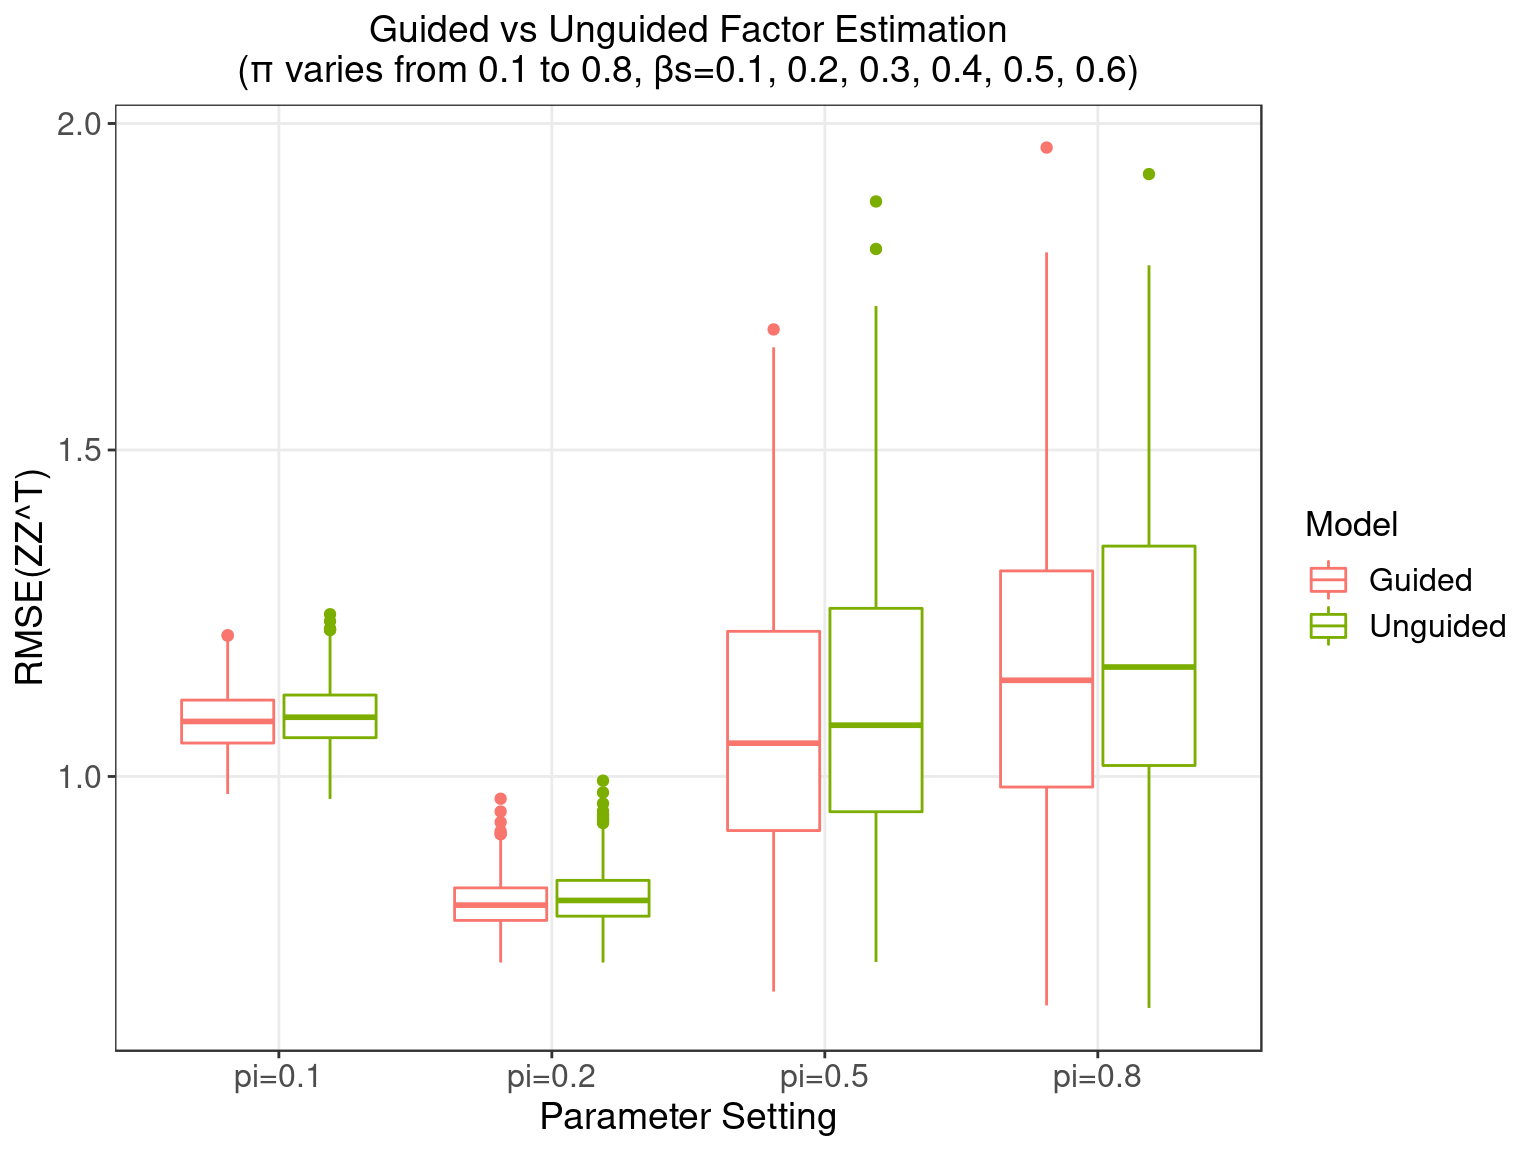 Guided vs Unguided Factor Estimation
(π varies from 0.1 to 0.8, βs=0.1, 0.2, 0.3, 0.4, 0.5, 0.6)
2.0
1.5
1.0
RMSE(ZZ^T)
pi=0.1
pi=0.2
pi=0.5
pi=0.8
Parameter Setting
Model
Guided
Unguided